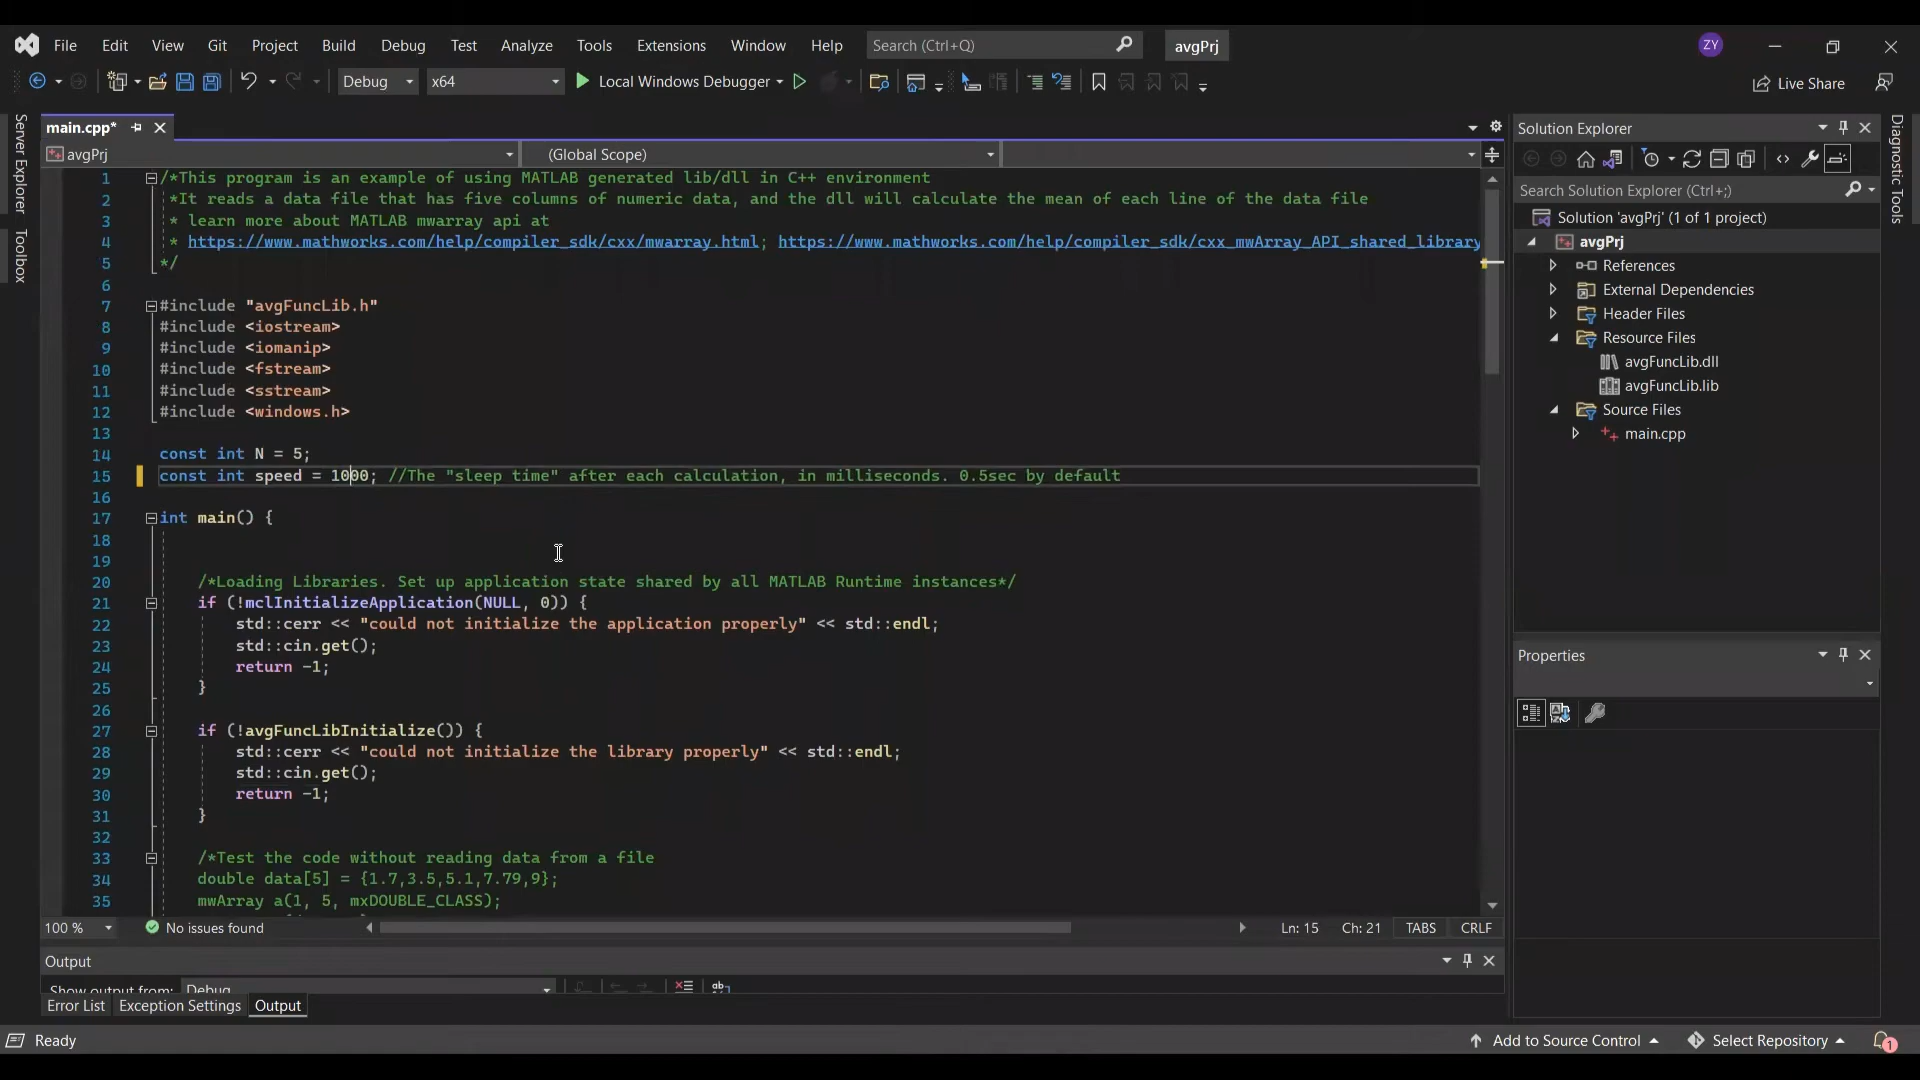 File Edit View Git Project Build Debug Test Analyze Tools Extensions Window Help Search (Ctrl+Q) avgPrj ZY
Debug x64 Local Windows Debugger Live Share
Server Explorer
Toolbox
main.cpp*
avgPrj (Global Scope)
1 /*This program is an example of using MATLAB generated lib/dll in C++ environment
2 *It reads a data file that has five columns of numeric data, and the dll will calculate the mean of each line of the data file
3 * learn more about MATLAB mwarray api at
4 * https://www.mathworks.com/help/compiler_sdk/cxx/mwarray.html; https://www.mathworks.com/help/compiler_sdk/cxx_mwArray_API_shared_library
5 */
6
7 #include "avgFuncLib.h"
8 #include <iostream>
9 #include <iomanip>
10 #include <fstream>
11 #include <sstream>
12 #include <windows.h>
13
14 const int N = 5;
15 const int speed = 1000; //The "sleep time" after each calculation, in milliseconds. 0.5sec by default
16
17 int main() {
18
19
20 /*Loading Libraries. Set up application state shared by all MATLAB Runtime instances*/
21 if (!mclInitializeApplication(NULL, 0)) {
22 std::cerr << "could not initialize the application properly" << std::endl;
23 std::cin.get();
24 return -1;
25 }
26
27 if (!avgFuncLibInitialize()) {
28 std::cerr << "could not initialize the library properly" << std::endl;
29 std::cin.get();
30 return -1;
31 }
32
33 /*Test the code without reading data from a file
34 double data[5] = {1.7,3.5,5.1,7.79,9};
35 mwArray a(1, 5, mxDOUBLE_CLASS);
100 % No issues found Ln: 15 Ch: 21 TABS CRLF
Output
Show output from: Debug
Error List Exception Settings Output
Solution Explorer
Search Solution Explorer (Ctrl+;)
Solution 'avgPrj' (1 of 1 project)
avgPrj
References
External Dependencies
Header Files
Resource Files
avgFuncLib.dll
avgFuncLib.lib
Source Files
main.cpp
Properties
Diagnostic Tools
Ready Add to Source Control Select Repository 1